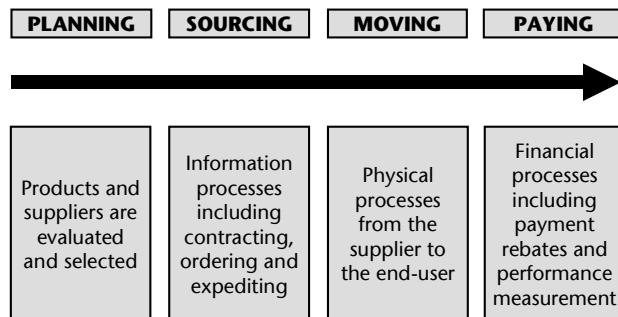 PLANNING
SOURCING
MOVING
PAYING
Products and
suppliers are
evaluated
and selected
Information
processes
including
contracting,
ordering and
expediting
Physical
processes
from the
supplier to
the end-user
Financial
processes
including
payment
rebates and
performance
measurement